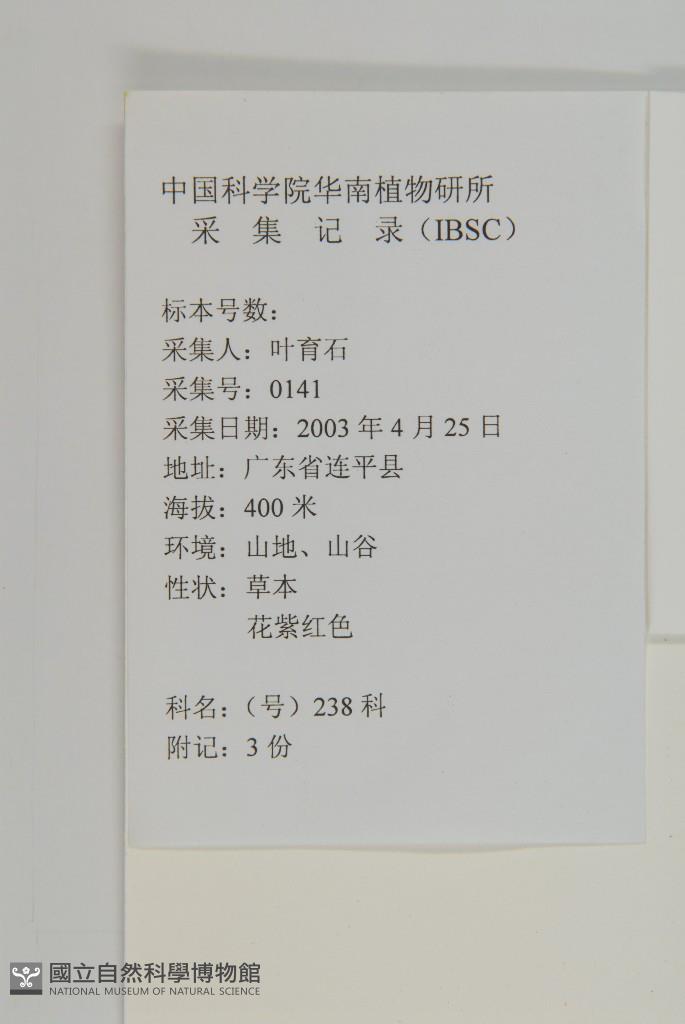 中国科学院华南植物研所
采 集 记 录（IBSC）
标本号数：
采集人：叶育石
采集号：0141
采集日期：2003 年 4 月 25 日
地址：广东省连平县
海拔：400 米
环境：山地、山谷
性状：草本
花紫红色
科名：（号）238 科
附记：3 份
國立自然科學博物館
NATIONAL MUSEUM OF NATURAL SCIENCE